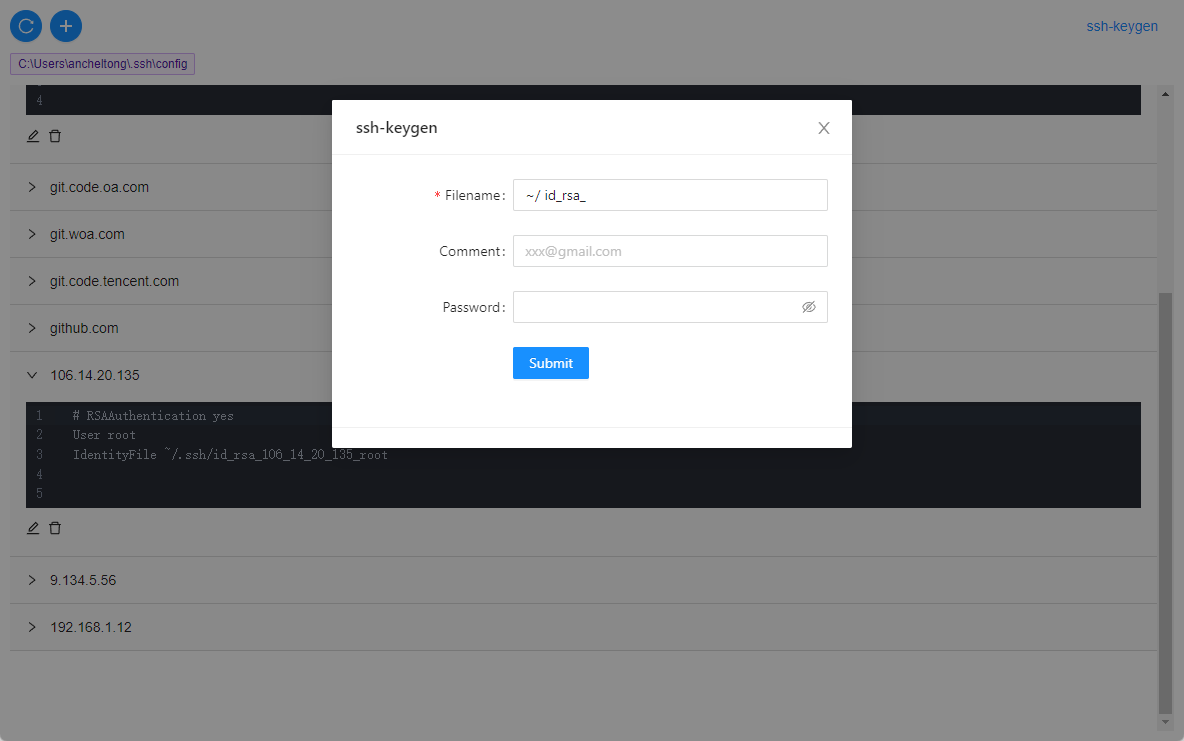 ssh-keygen
C:\Users\ancheltong\.ssh\config
4
git.code.oa.com
git.woa.com
git.code.tencent.com
github.com
106.14.20.135
1 # RSAAuthentication yes
2 User root
3 IdentityFile ~/.ssh/id_rsa_106_14_20_135_root
4
5
9.134.5.56
192.168.1.12
ssh-keygen
* Filename: ~/ id_rsa_
Comment: xxx@gmail.com
Password:
Submit